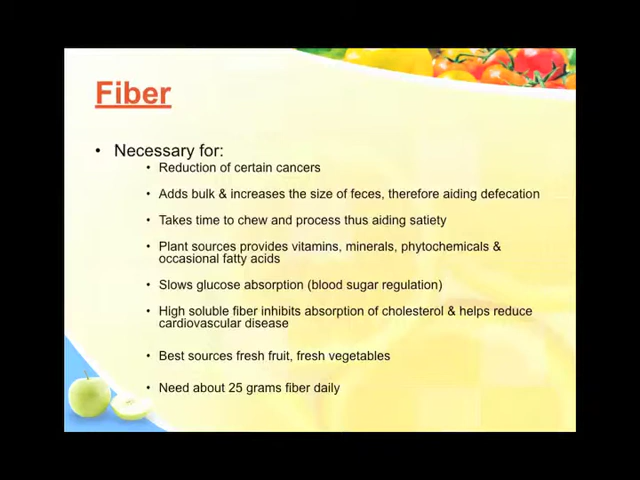 Fiber
• Necessary for:
• Reduction of certain cancers
• Adds bulk & increases the size of feces, therefore aiding defecation
• Takes time to chew and process thus aiding satiety
• Plant sources provides vitamins, minerals, phytochemicals &
occasional fatty acids
• Slows glucose absorption (blood sugar regulation)
• High soluble fiber inhibits absorption of cholesterol & helps reduce
cardiovascular disease
• Best sources fresh fruit, fresh vegetables
• Need about 25 grams fiber daily